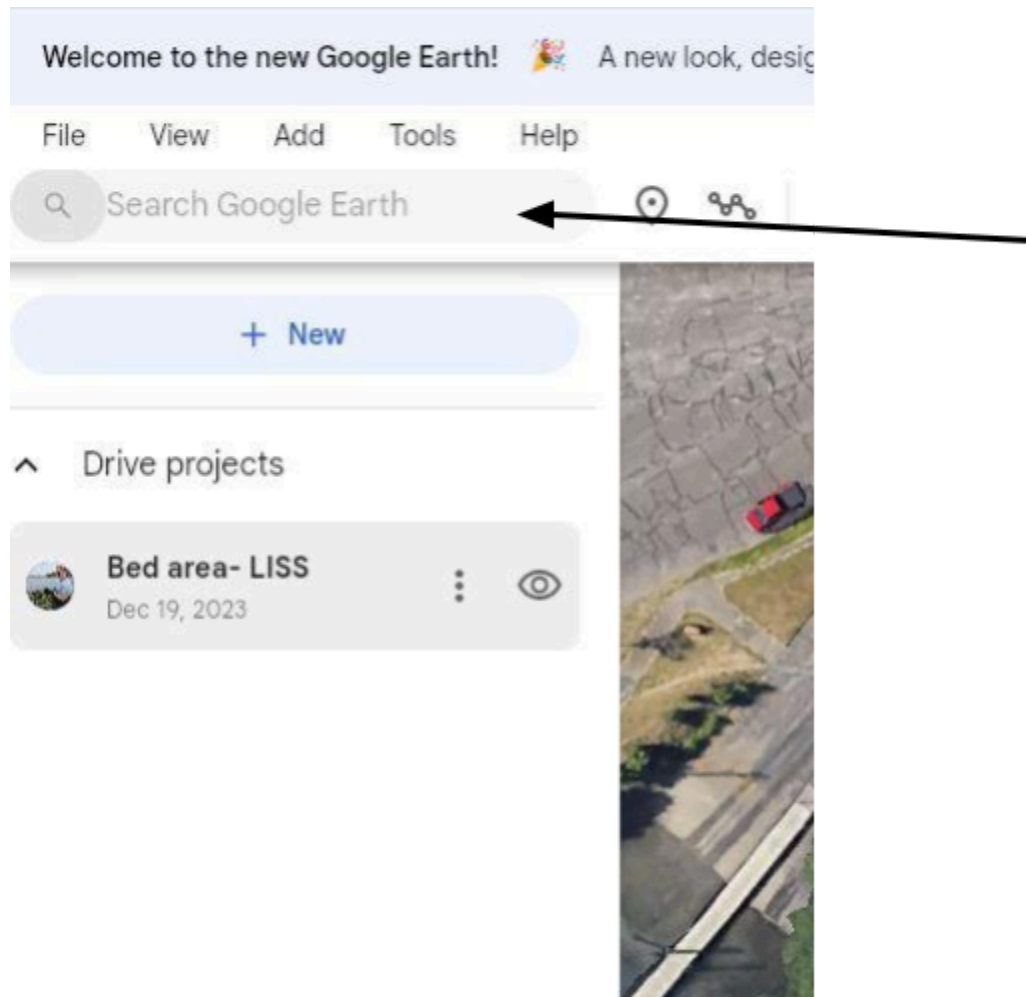 Welcome to the new Google Earth! 🎉 A new look, desig
File View Add Tools Help
Search Google Earth
+ New
Drive projects
Bed area- LISS
Dec 19, 2023